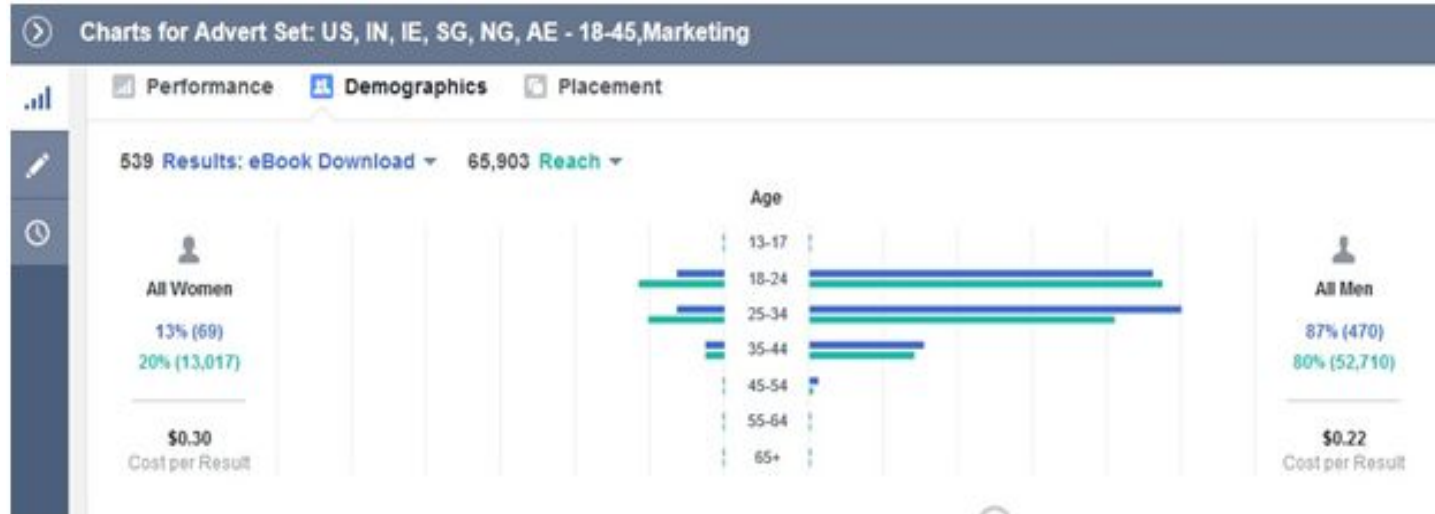 Charts for Advert Set: US, IN, IE, SG, NG, AE - 18-45,Marketing
Performance Demographics Placement
539 Results: eBook Download 65,903 Reach
Age
13-17
18-24
25-34
35-44
45-54
55-64
65+
All Women
13% (69)
20% (13,017)
$0.30
Cost per Result
All Men
87% (470)
80% (52,710)
$0.22
Cost per Result